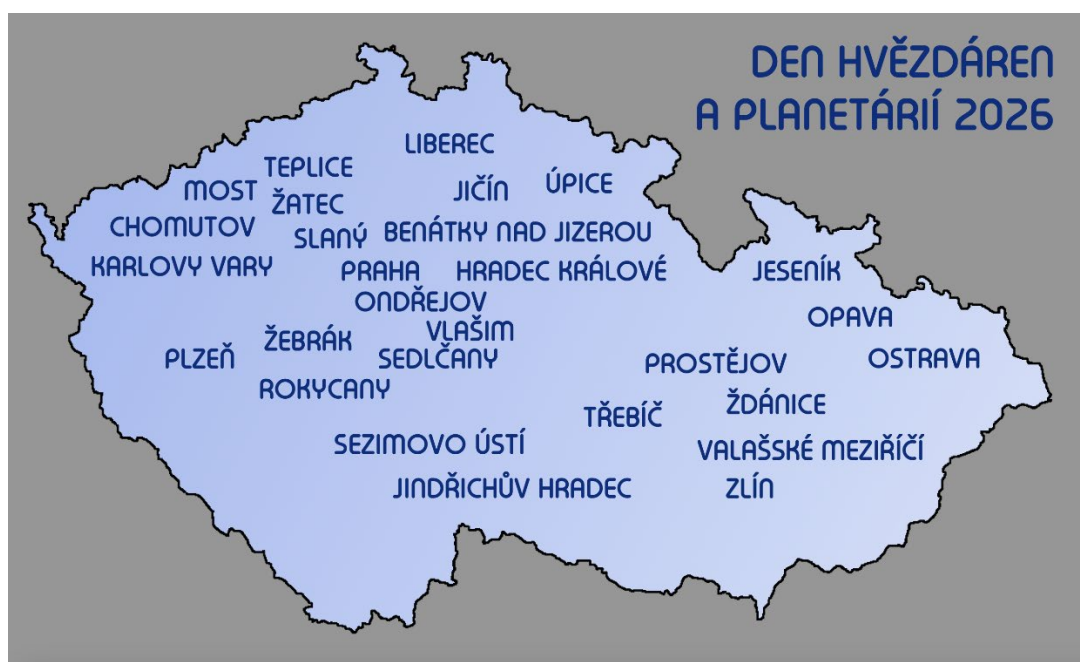 DEN HVĚZDÁREN
A PLANETÁRIÍ 2026
LIBEREC
TEPLICE
MOST
ŽATEC
JIČÍN
ÚPICE
CHOMUTOV
SLANÝ
BENÁTKY NAD JIZEROU
KARLOVY VARY
PRAHA
HRADEC KRÁLOVÉ
JESENÍK
ONDŘEJOV
OPAVA
VLAŠIM
ŽEBRÁK
PLZEŇ
SEDLČANY
PROSTĚJOV
OSTRAVA
ROKYCANY
TŘEBÍČ
ŽDÁNICE
SEZIMOVO ÚSTÍ
VALAŠSKÉ MEZIŘÍČÍ
JINDŘICHŮV HRADEC
ZLÍN